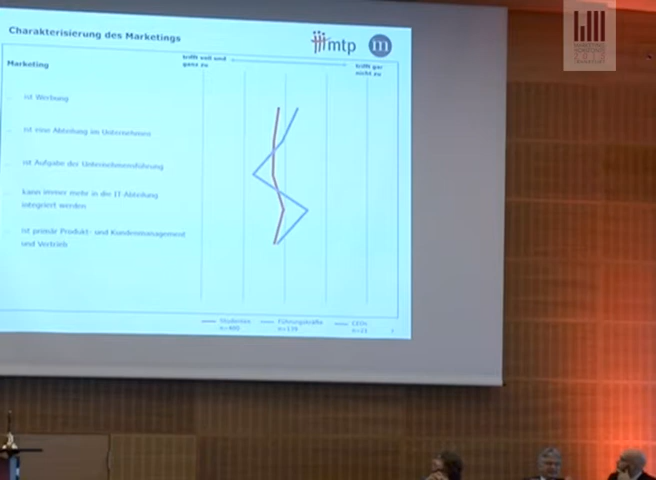 Charakterisierung des Marketings
mtp
m
trifft voll und
ganz zu
trifft gar
nicht zu
Marketing
ist Werbung
ist eine Abteilung im Unternehmen
ist Aufgabe der Unternehmensführung
kann immer mehr in die IT-Abteilung
integriert werden
ist primär Produkt- und Kundenmanagement
und Vertrieb
Studenten
Führungskräfte
CEOs